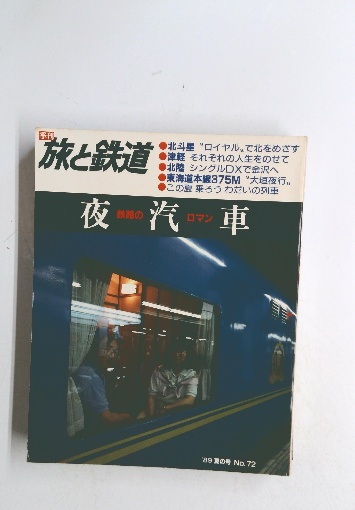 季刊
旅と鉄道
●北斗星 "ロイヤル"で北をめざす
●津軽 それぞれの人生をのせて
●北陸 シングルDXで金沢へ
●東海道本線375M "大垣夜行"
●この夏 乗ろう わだいの列車
夜 鉄路の 汽 ロマン 車
'89 夏の号 No.72